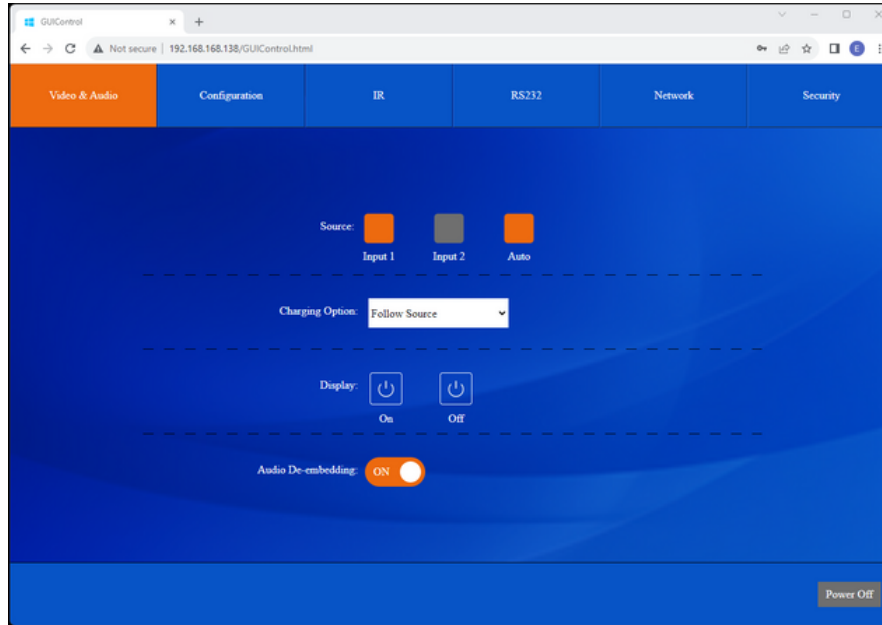 GUIControl
Not secure | 192.168.168.138/GUIControl.html
E
Video & Audio Configuration IR RS232 Network Security
Source:
Input 1 Input 2 Auto
Charging Option: Follow Source
Display:
On Off
Audio De-embedding: ON
Power Off